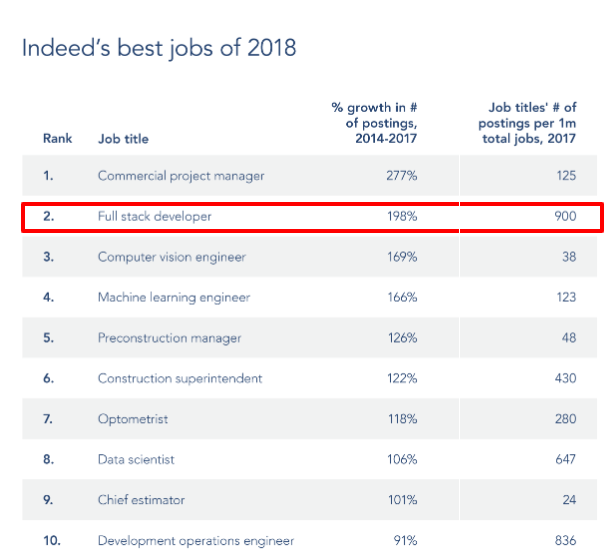 Indeed's best jobs of 2018
% growth in # of postings, 2014-2017
Job titles' # of postings per 1m total jobs, 2017
Rank Job title
1. Commercial project manager 277% 125
2. Full stack developer 198% 900
3. Computer vision engineer 169% 38
4. Machine learning engineer 166% 123
5. Preconstruction manager 126% 48
6. Construction superintendent 122% 430
7. Optometrist 118% 280
8. Data scientist 106% 647
9. Chief estimator 101% 24
10. Development operations engineer 91% 836